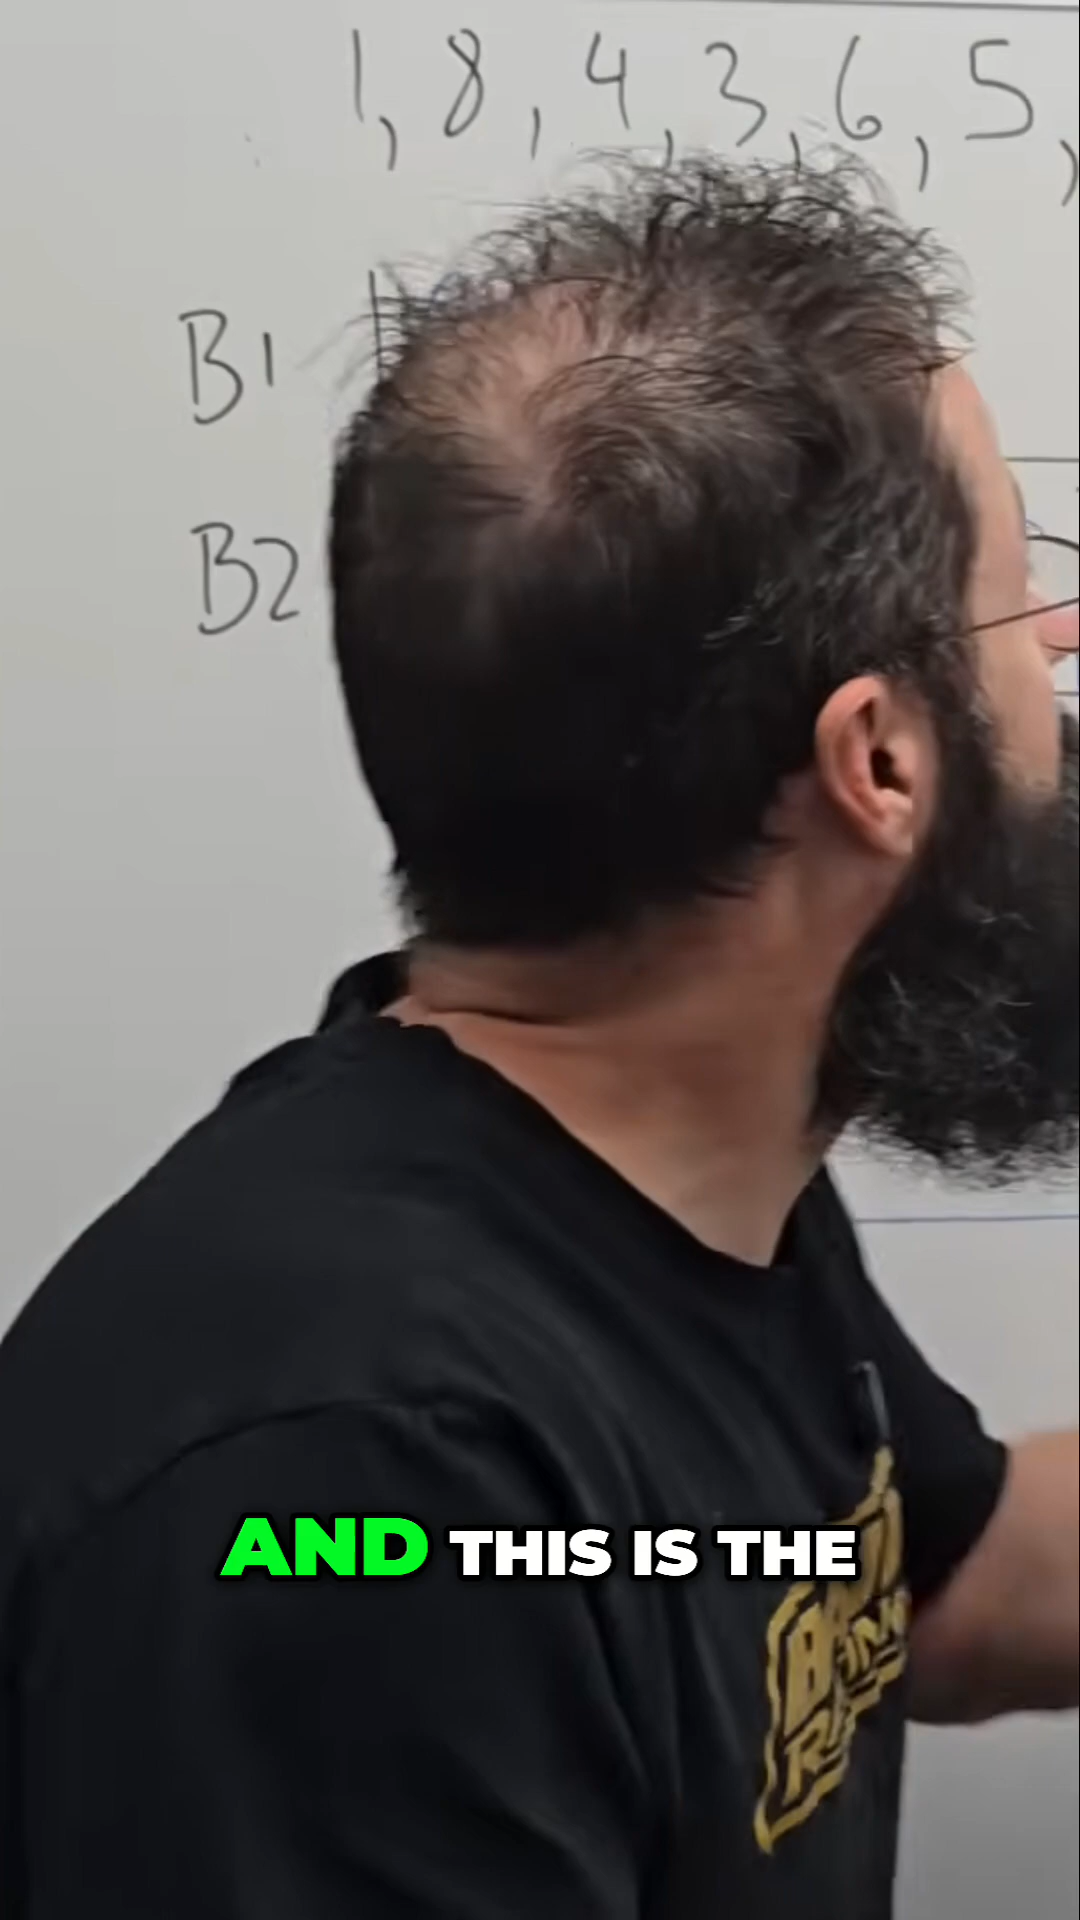 1, 8, 4, 3, 6, 5,
B1
B2
AND THIS IS THE